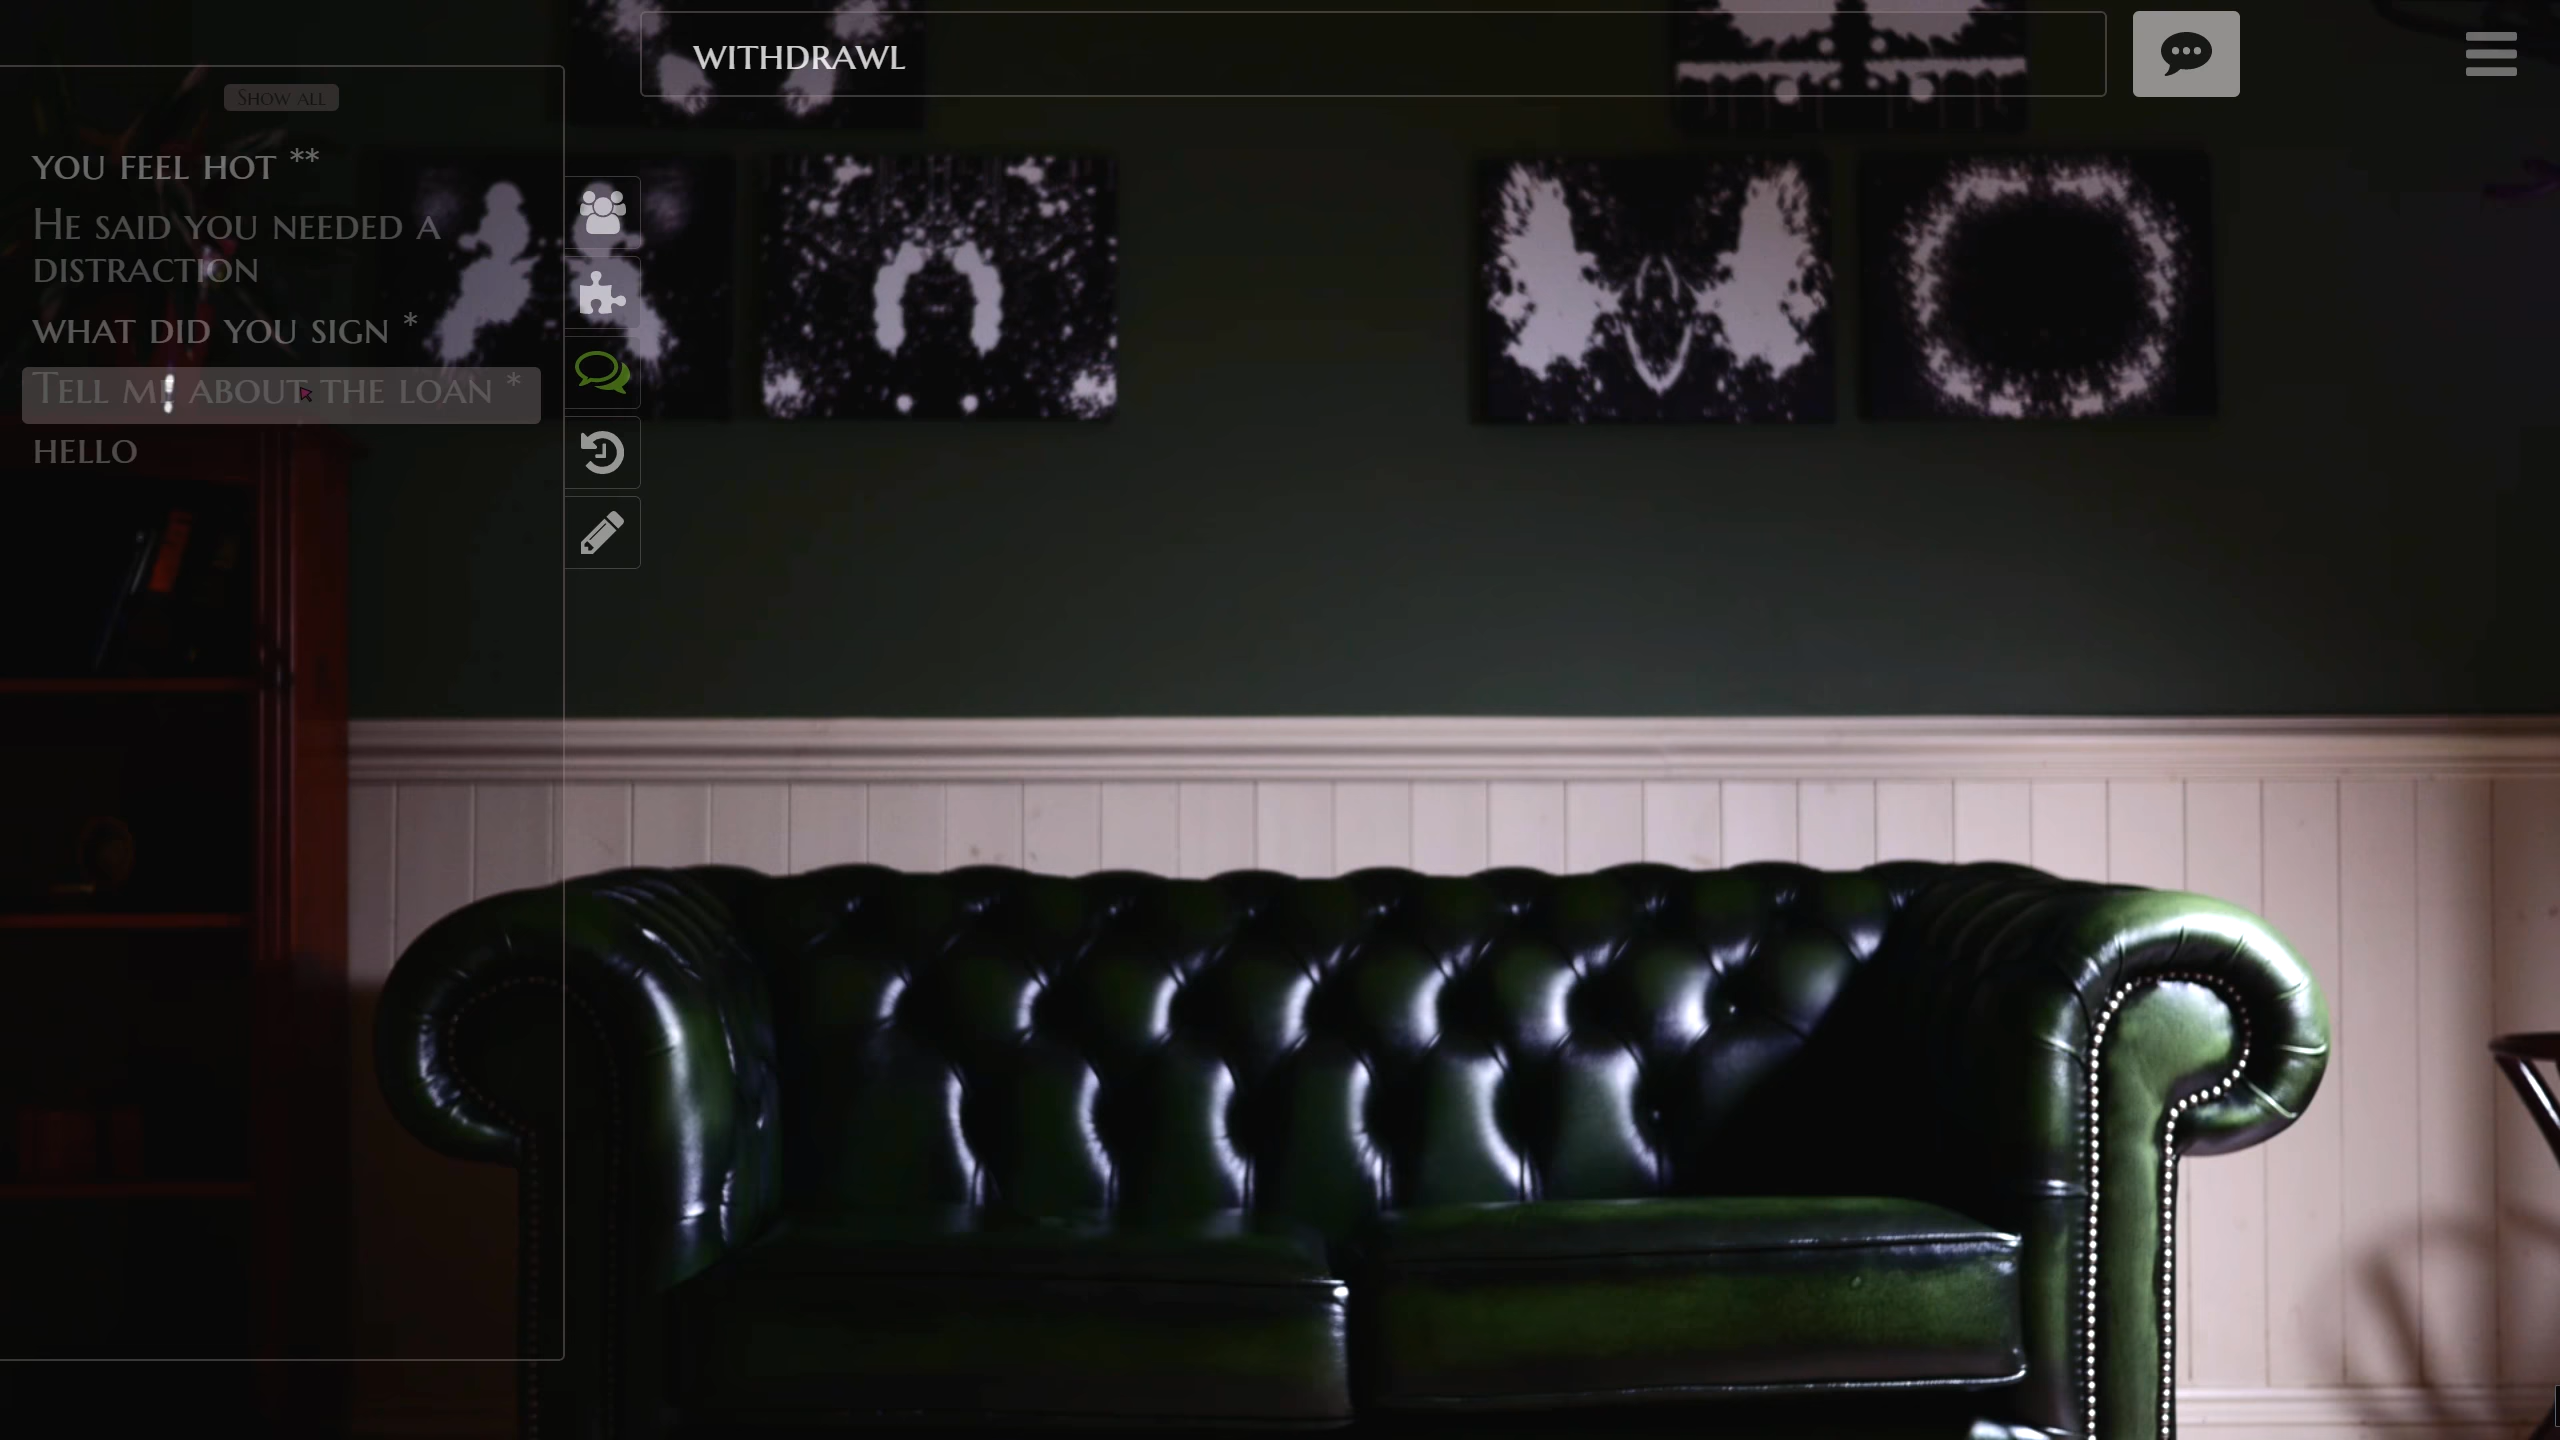 WITHDRAWL
Show all
YOU FEEL HOT **
He said you needed a
distraction
WHAT DID YOU SIGN *
Tell me about the loan *
HELLO